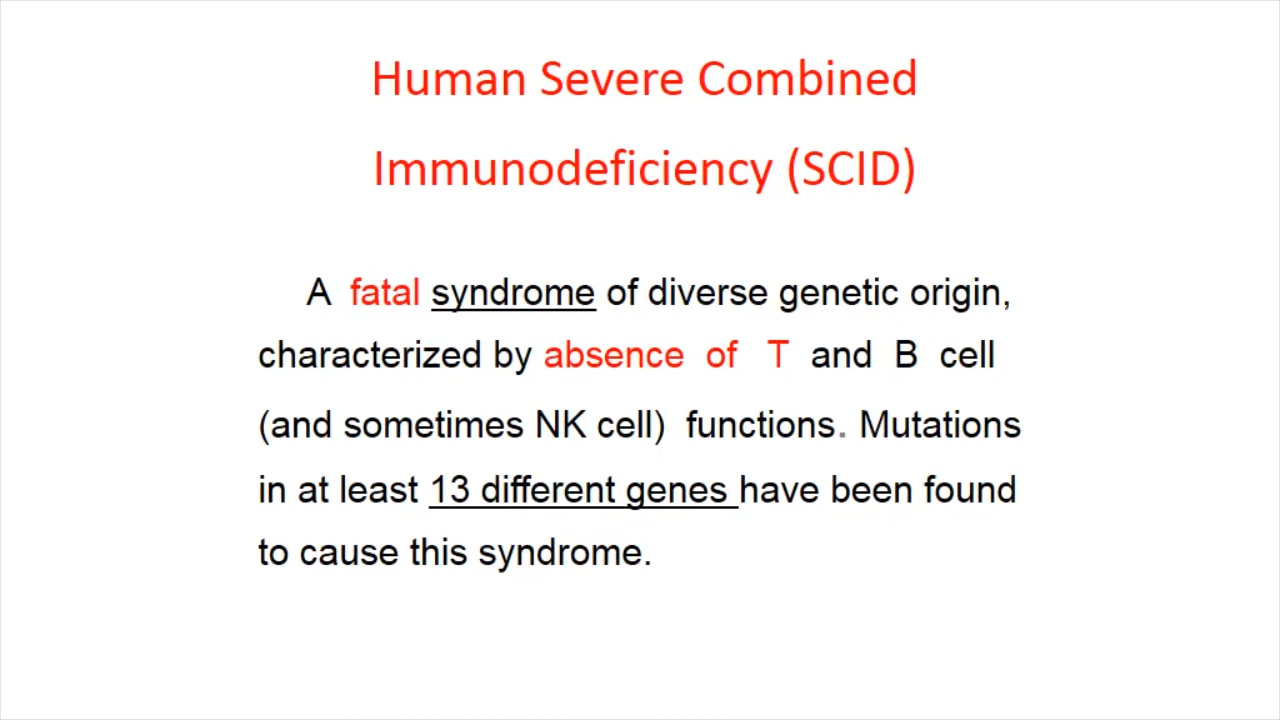 Human Severe Combined
Immunodeficiency (SCID)
A fatal syndrome of diverse genetic origin,
characterized by absence of T and B cell
(and sometimes NK cell) functions. Mutations
in at least 13 different genes have been found
to cause this syndrome.